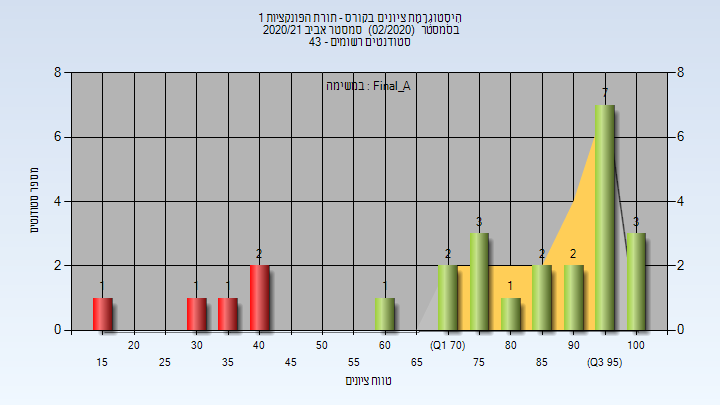 היסטוגרמת ציונים בקורס - תורת הפונקציות 1
בסמסטר (02/2020) סמסטר אביב 2020/21
סטודנטים רשומים - 43
במשימה : Final_A
8 8
7
6 6
מספר סטודנטים
4 4
3 3
2 2 2 2 2 2
1 1 1 1 1
0 0
20 30 40 50 60 (Q1 70) 80 90 100
15 35 45 55 65 75 85 (Q3 95)
טווח ציונים